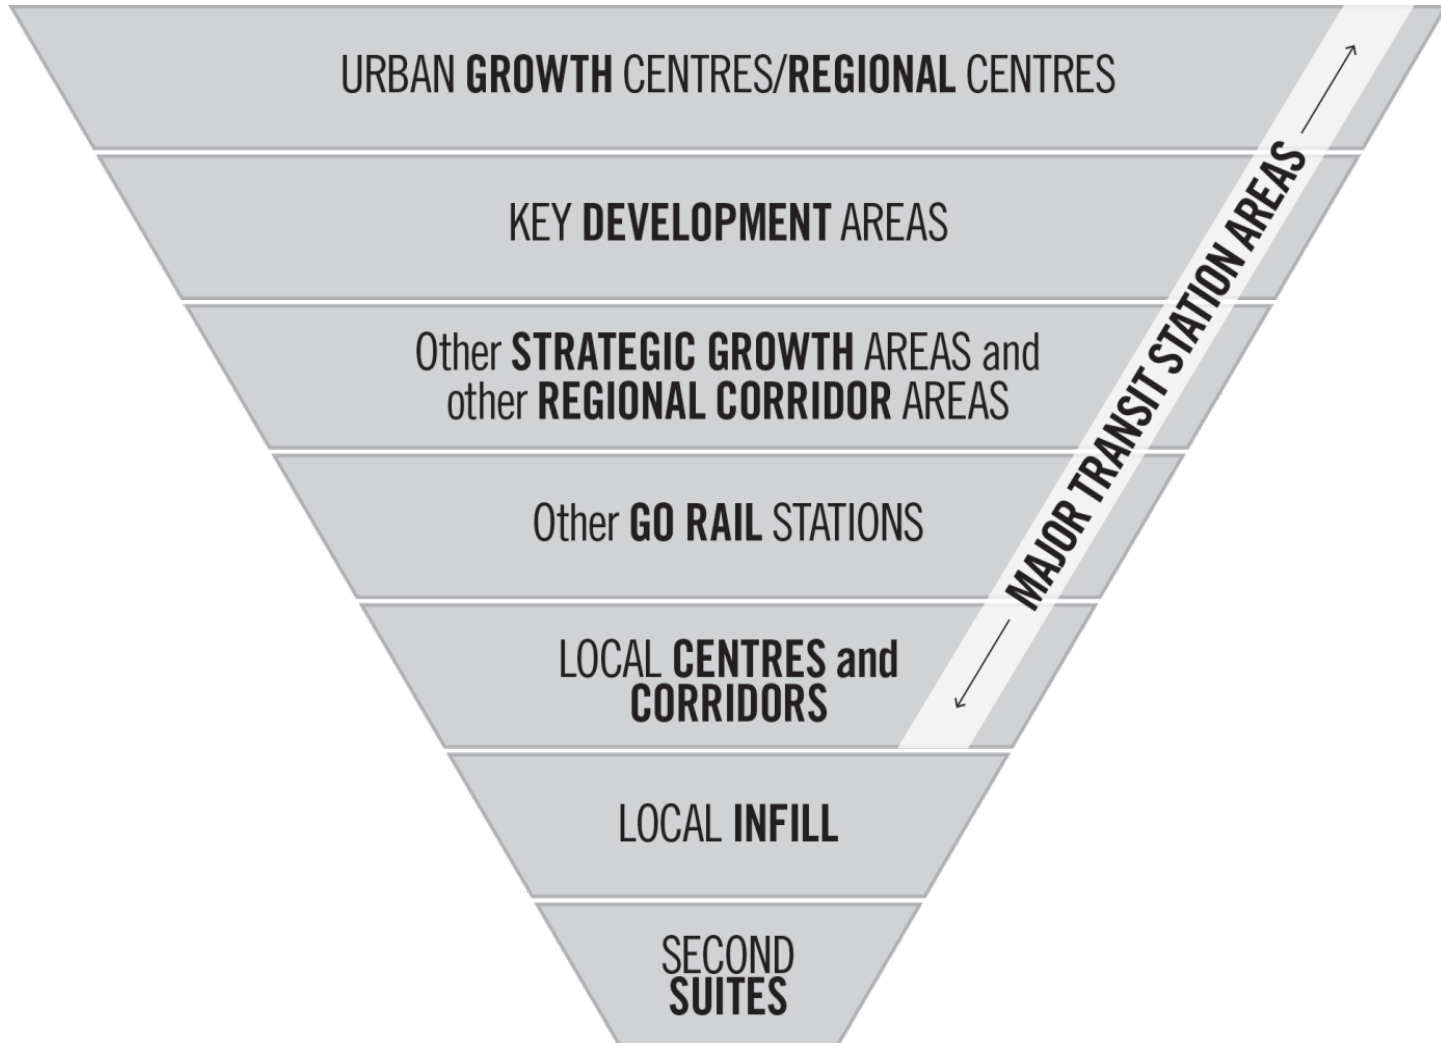 URBAN GROWTH CENTRES/REGIONAL CENTRES
KEY DEVELOPMENT AREAS
Other STRATEGIC GROWTH AREAS and
other REGIONAL CORRIDOR AREAS
Other GO RAIL STATIONS
LOCAL CENTRES and
CORRIDORS
LOCAL INFILL
SECOND
SUITES
MAJOR TRANSIT STATION AREAS